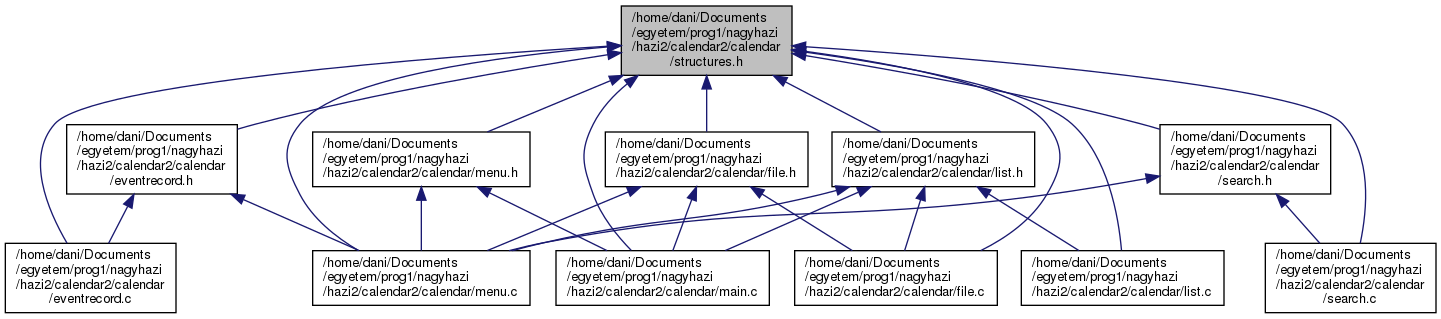 /home/dani/Documents
/egyetem/prog1/nagyhazi
/hazi2/calendar2/calendar
/structures.h
/home/dani/Documents
/egyetem/prog1/nagyhazi
/hazi2/calendar2/calendar
/eventrecord.h
/home/dani/Documents
/egyetem/prog1/nagyhazi
/hazi2/calendar2/calendar/menu.h
/home/dani/Documents
/egyetem/prog1/nagyhazi
/hazi2/calendar2/calendar/file.h
/home/dani/Documents
/egyetem/prog1/nagyhazi
/hazi2/calendar2/calendar/list.h
/home/dani/Documents
/egyetem/prog1/nagyhazi
/hazi2/calendar2/calendar
/search.h
/home/dani/Documents
/egyetem/prog1/nagyhazi
/hazi2/calendar2/calendar
/eventrecord.c
/home/dani/Documents
/egyetem/prog1/nagyhazi
/hazi2/calendar2/calendar/menu.c
/home/dani/Documents
/egyetem/prog1/nagyhazi
/hazi2/calendar2/calendar/main.c
/home/dani/Documents
/egyetem/prog1/nagyhazi
/hazi2/calendar2/calendar/file.c
/home/dani/Documents
/egyetem/prog1/nagyhazi
/hazi2/calendar2/calendar/list.c
/home/dani/Documents
/egyetem/prog1/nagyhazi
/hazi2/calendar2/calendar
/search.c